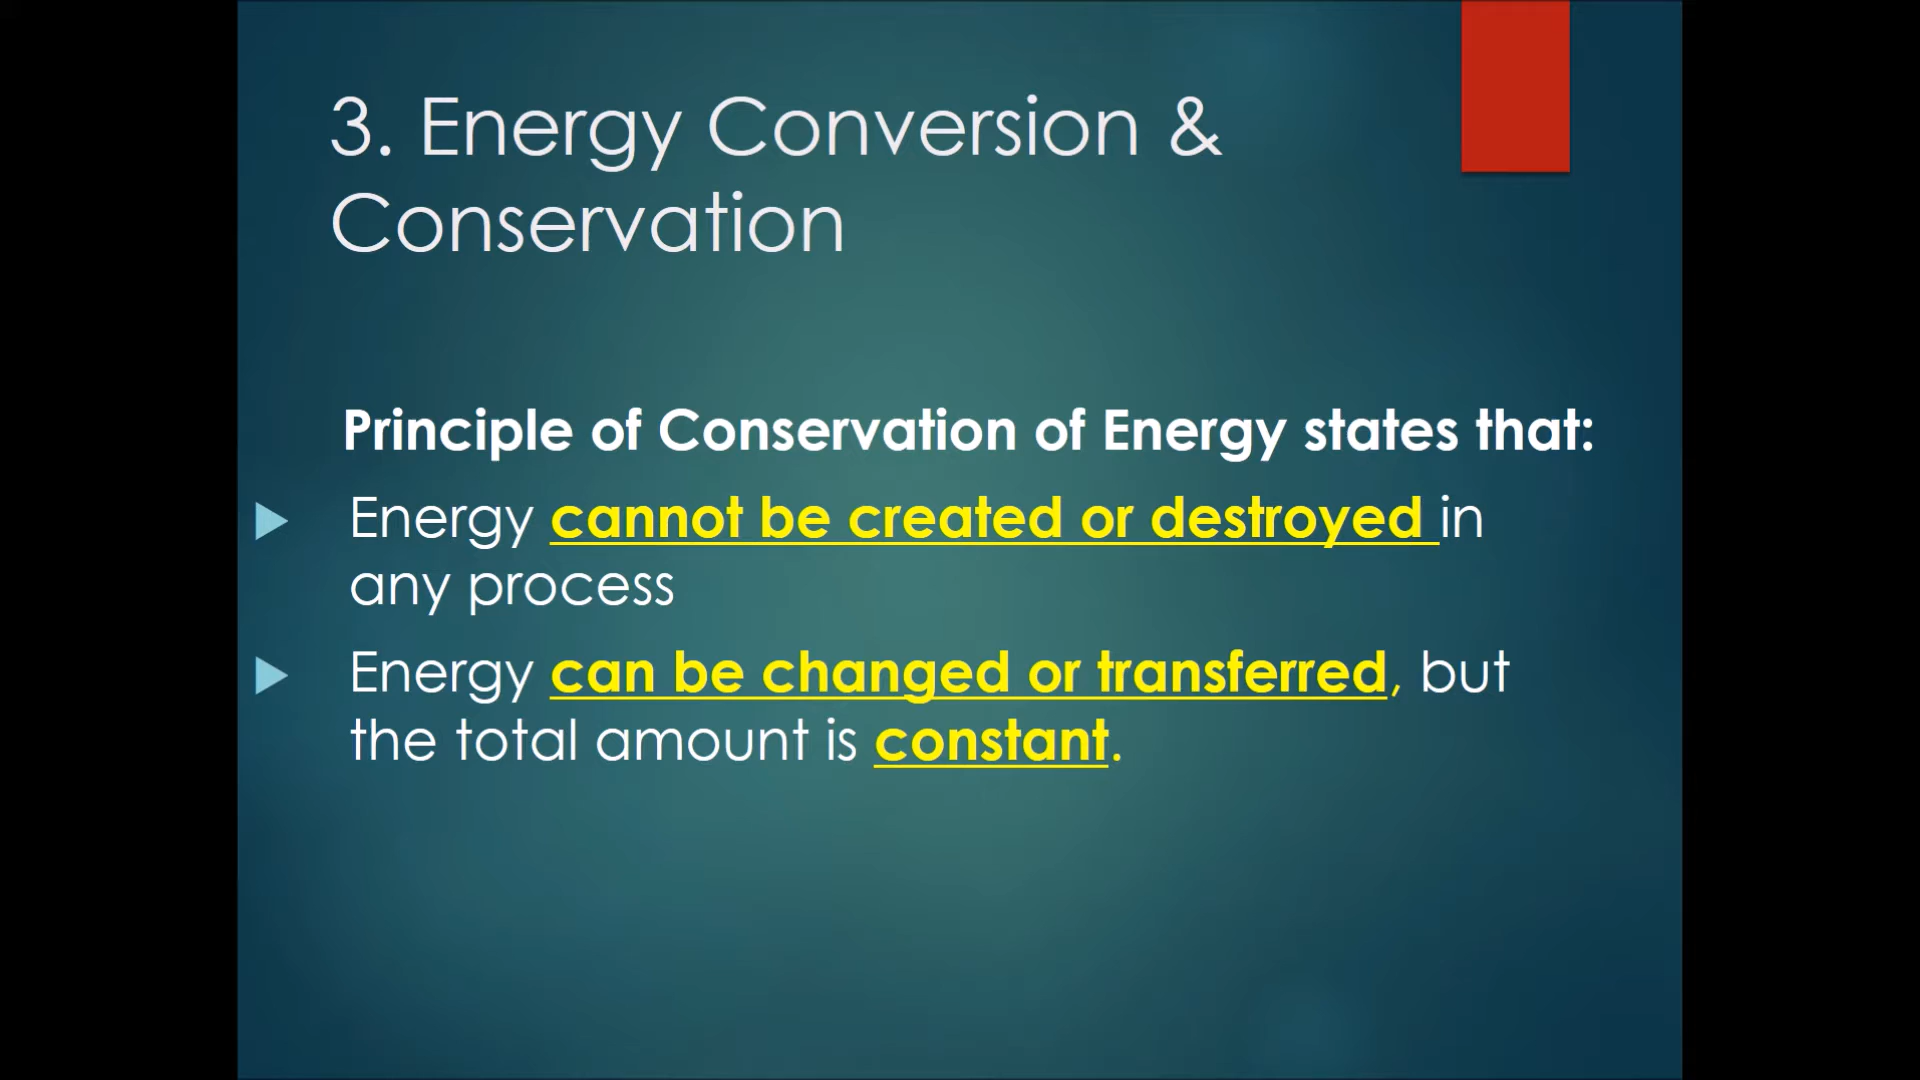 3. Energy Conversion &
Conservation
Principle of Conservation of Energy states that:
Energy cannot be created or destroyed in
any process
Energy can be changed or transferred, but
the total amount is constant.